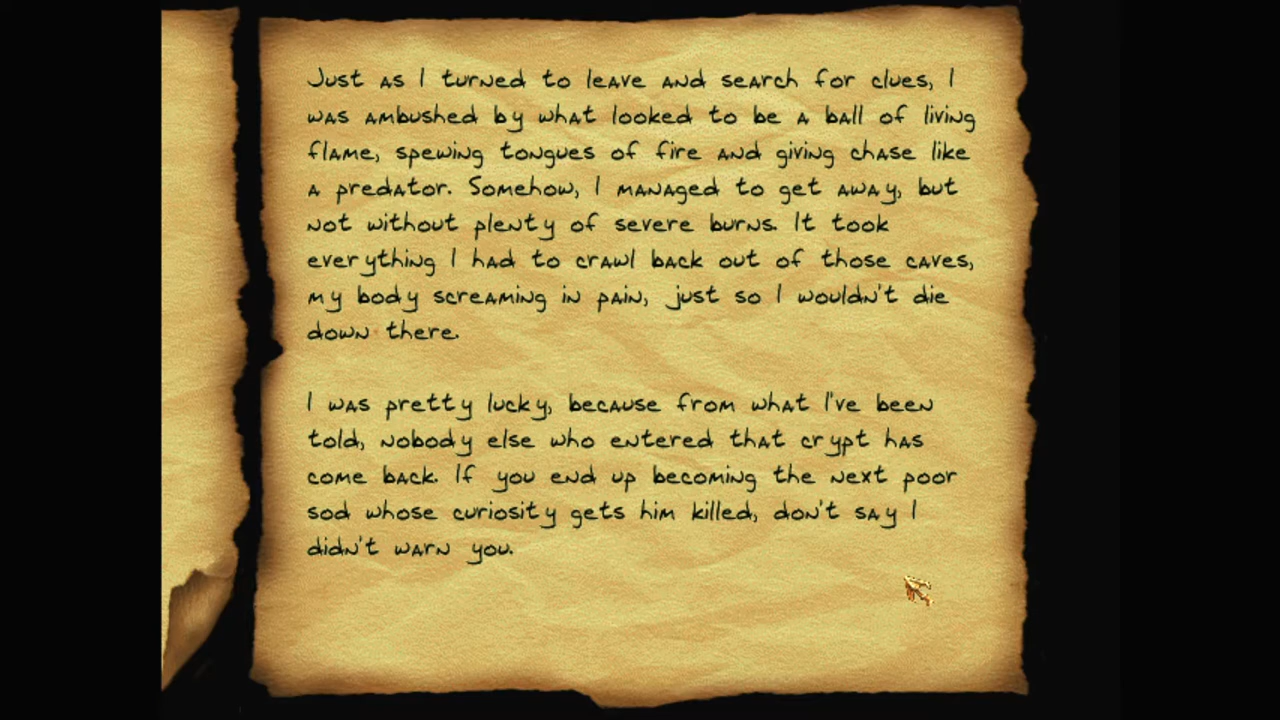 Just as I turned to leave and search for clues, I
was ambushed by what looked to be a ball of living
flame, spewing tongues of fire and giving chase like
a predator. Somehow, I managed to get away, but
not without plenty of severe burns. It took
everything I had to crawl back out of those caves,
my body screaming in pain, just so I wouldn't die
down there.
I was pretty lucky, because from what I've been
told, nobody else who entered that crypt has
come back. If you end up becoming the next poor
sod whose curiosity gets him killed, don't say I
didn't warn you.